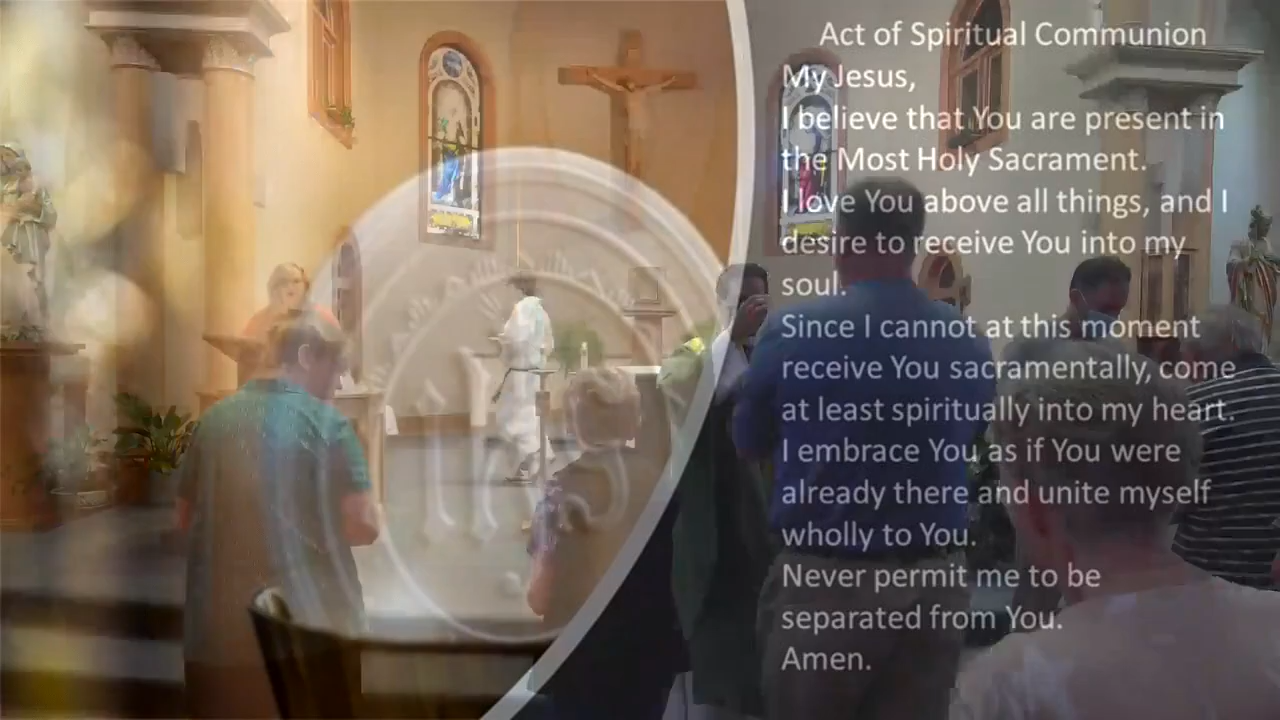 Act of Spiritual Communion
My Jesus,
I believe that You are present in
the Most Holy Sacrament.
I love You above all things, and I
desire to receive You into my
soul.
Since I cannot at this moment
receive You sacramentally, come
at least spiritually into my heart.
I embrace You as if You were
already there and unite myself
wholly to You.
Never permit me to be
separated from You.
Amen.
IHS